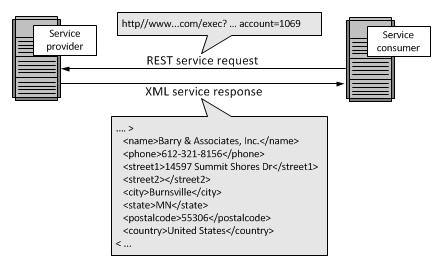 http//www...com/exec? ... account=1069
Service
provider
Service
consumer
REST service request
XML service response
.... >
<name>Barry & Associates, Inc.</name>
<phone>612-321-8156</phone>
<street1>14597 Summit Shores Dr</street1>
<street2></street2>
<city>Burnsville</city>
<state>MN</state>
<postalcode>55306</postalcode>
<country>United States</country>
< ...